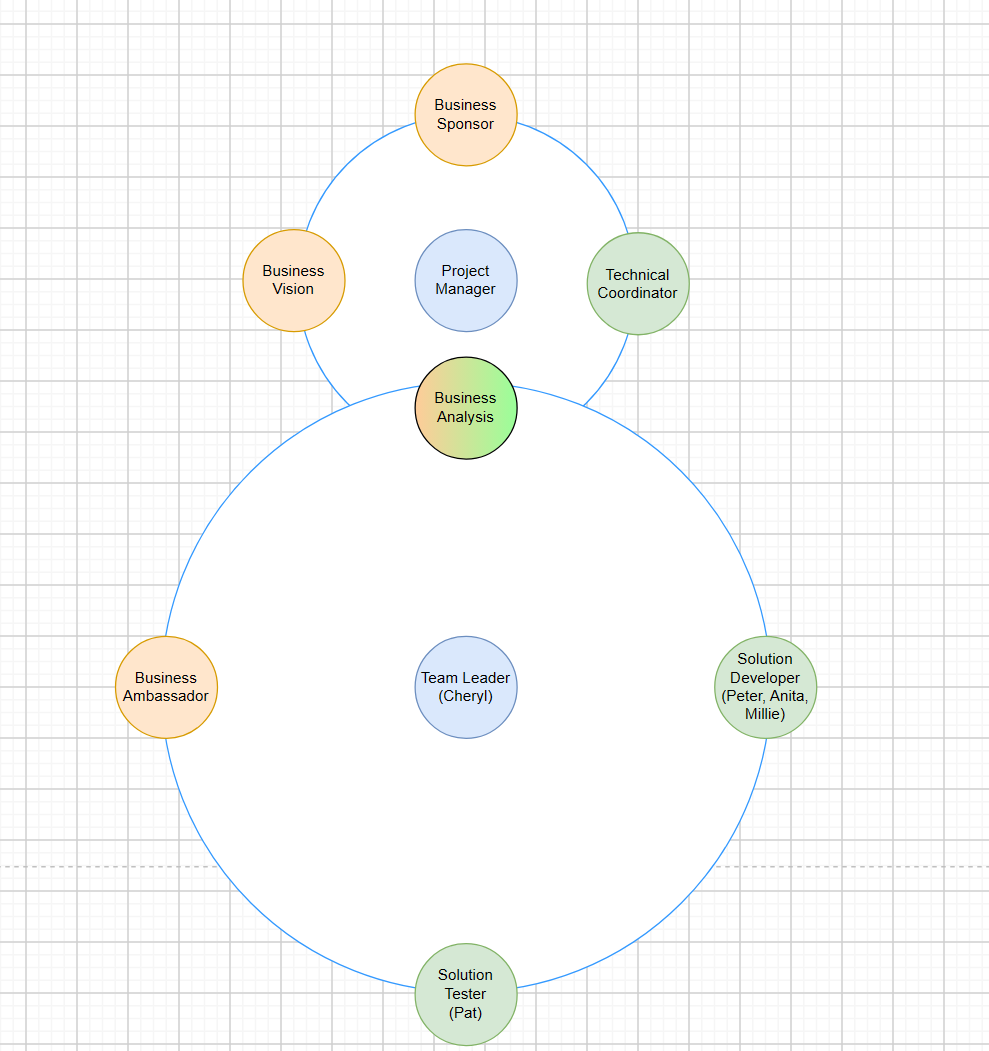 Business
Sponsor
Business
Vision
Project
Manager
Technical
Coordinator
Business
Analysis
Business
Ambassador
Team Leader
(Cheryl)
Solution
Developer
(Peter, Anita,
Millie)
Solution
Tester
(Pat)